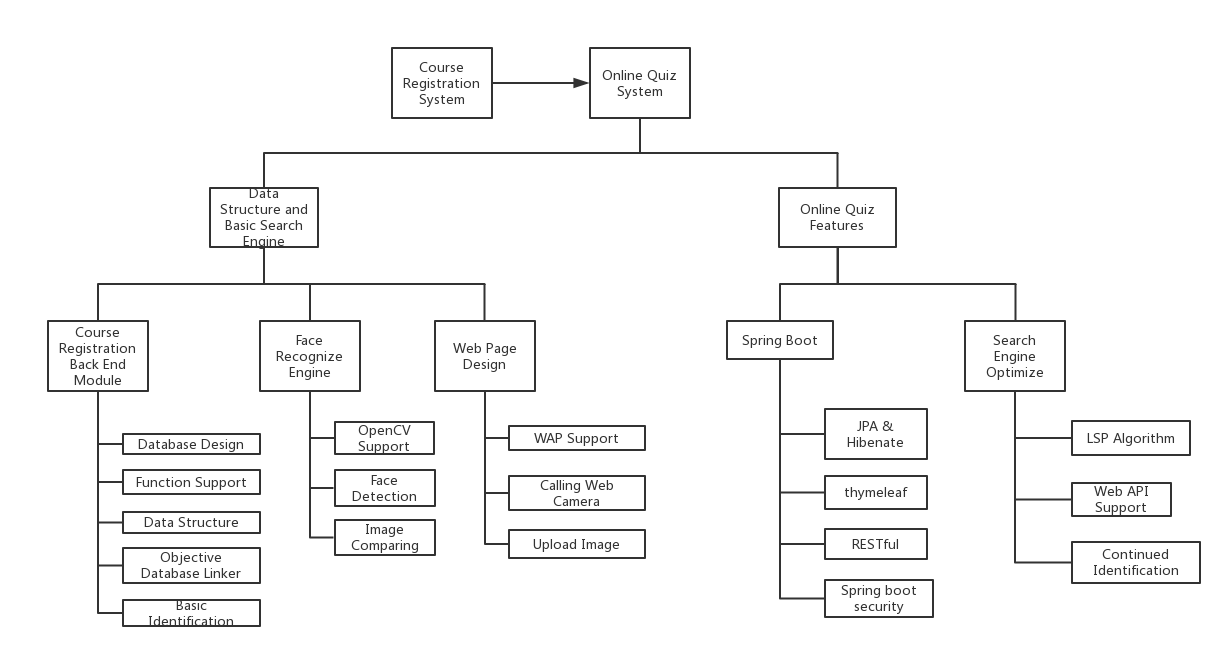 Course
Registration
System
Online Quiz
System
Data
Structure and
Basic Search
Engine
Online Quiz
Features
Course
Registration
Back End
Module
Face
Recognize
Engine
Web Page
Design
Spring Boot
Search
Engine
Optimize
Database Design
Function Support
Data Structure
Objective
Database Linker
Basic
Identification
OpenCV
Support
Face
Detection
Image
Comparing
WAP Support
Calling Web
Camera
Upload Image
JPA &
Hibenate
thymeleaf
RESTful
Spring boot
security
LSP Algorithm
Web API
Support
Continued
Identification